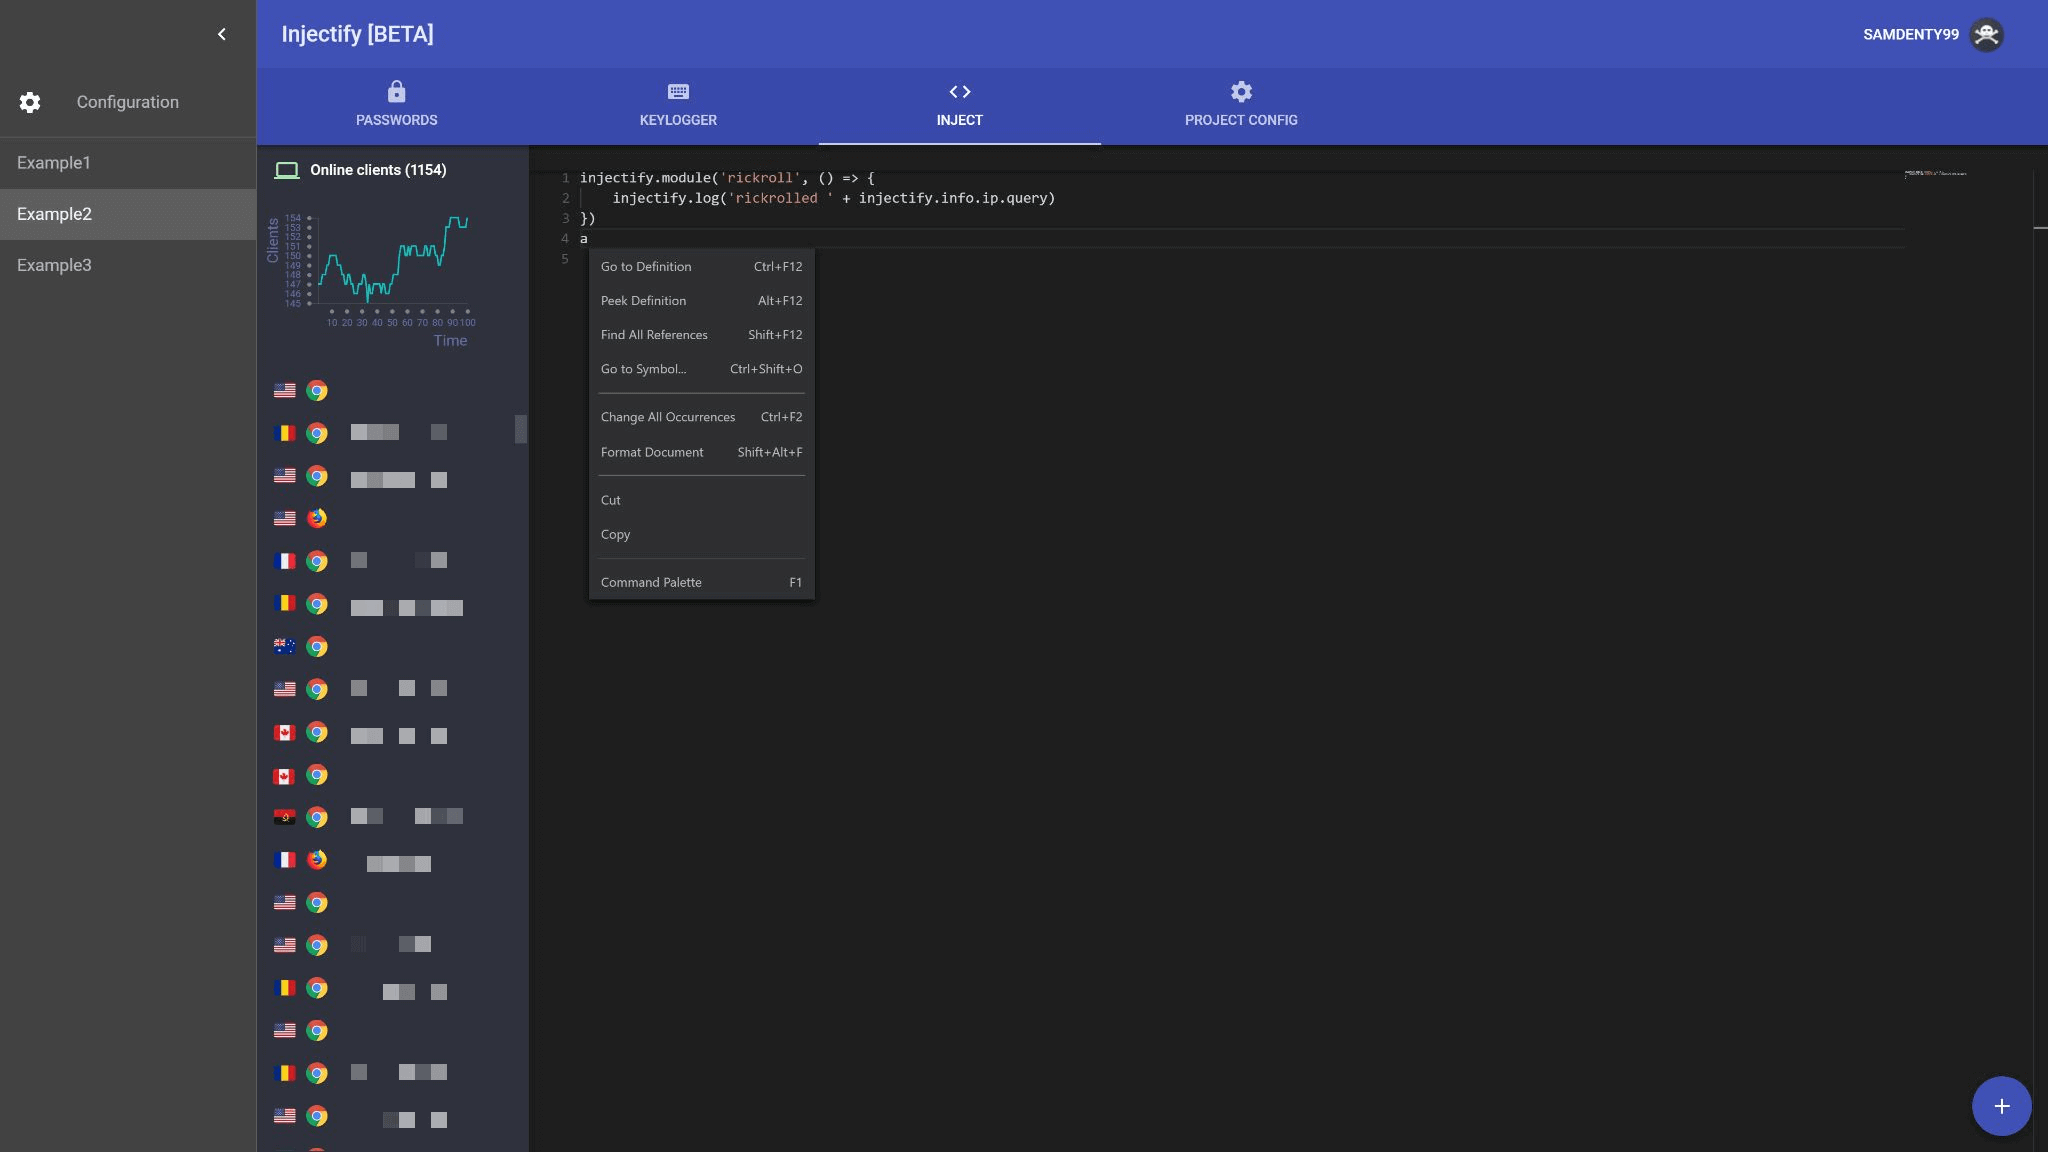 Injectify [BETA]
SAMDENTY99
Configuration
Example1
Example2
Example3
PASSWORDS
KEYLOGGER
INJECT
PROJECT CONFIG
Online clients (1154)
Clients
154
153
152
151
150
149
148
147
146
145
10 20 30 40 50 60 70 80 90 100
Time
1 injectify.module('rickroll', () => {
2 injectify.log('rickrolled ' + injectify.info.ip.query)
3 })
4 a
5
Go to Definition Ctrl+F12
Peek Definition Alt+F12
Find All References Shift+F12
Go to Symbol... Ctrl+Shift+O
Change All Occurrences Ctrl+F2
Format Document Shift+Alt+F
Cut
Copy
Command Palette F1